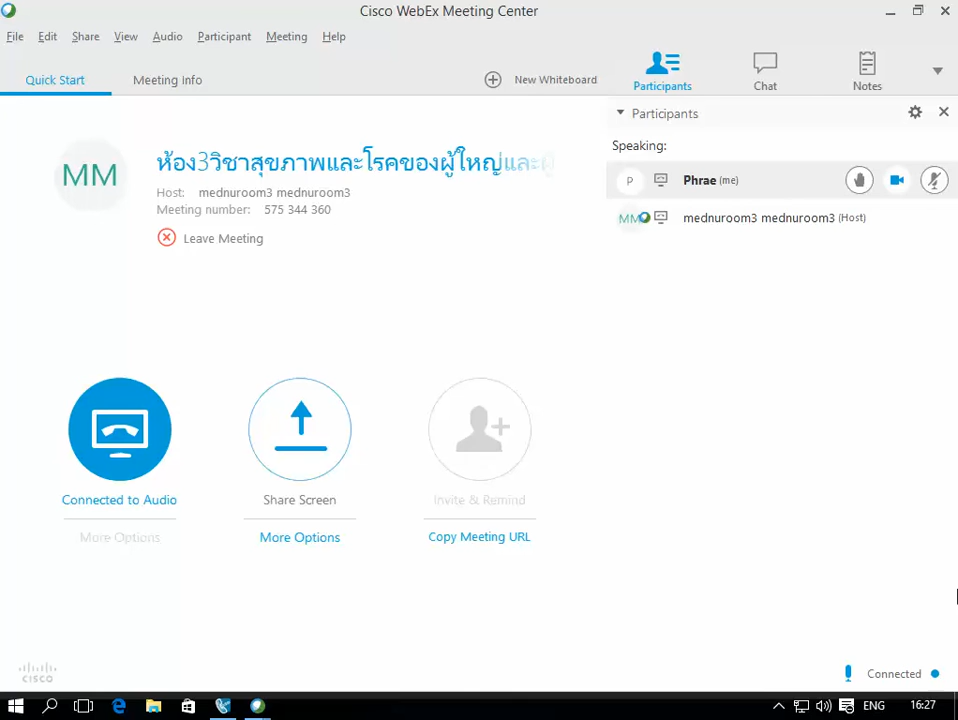 Cisco WebEx Meeting Center
File Edit Share View Audio Participant Meeting Help
Quick Start Meeting Info New Whiteboard
Participants Chat Notes
Participants
Speaking:
P Phrae (me)
MM mednuroom3 mednuroom3 (Host)
MM
ห้อง3วิชาสุขภาพและโรคของผู้ใหญ่และผู้
Host: mednuroom3 mednuroom3
Meeting number: 575 344 360
Leave Meeting
Connected to Audio Share Screen Invite & Remind
More Options More Options Copy Meeting URL
CISCO
Connected
ENG 16:27